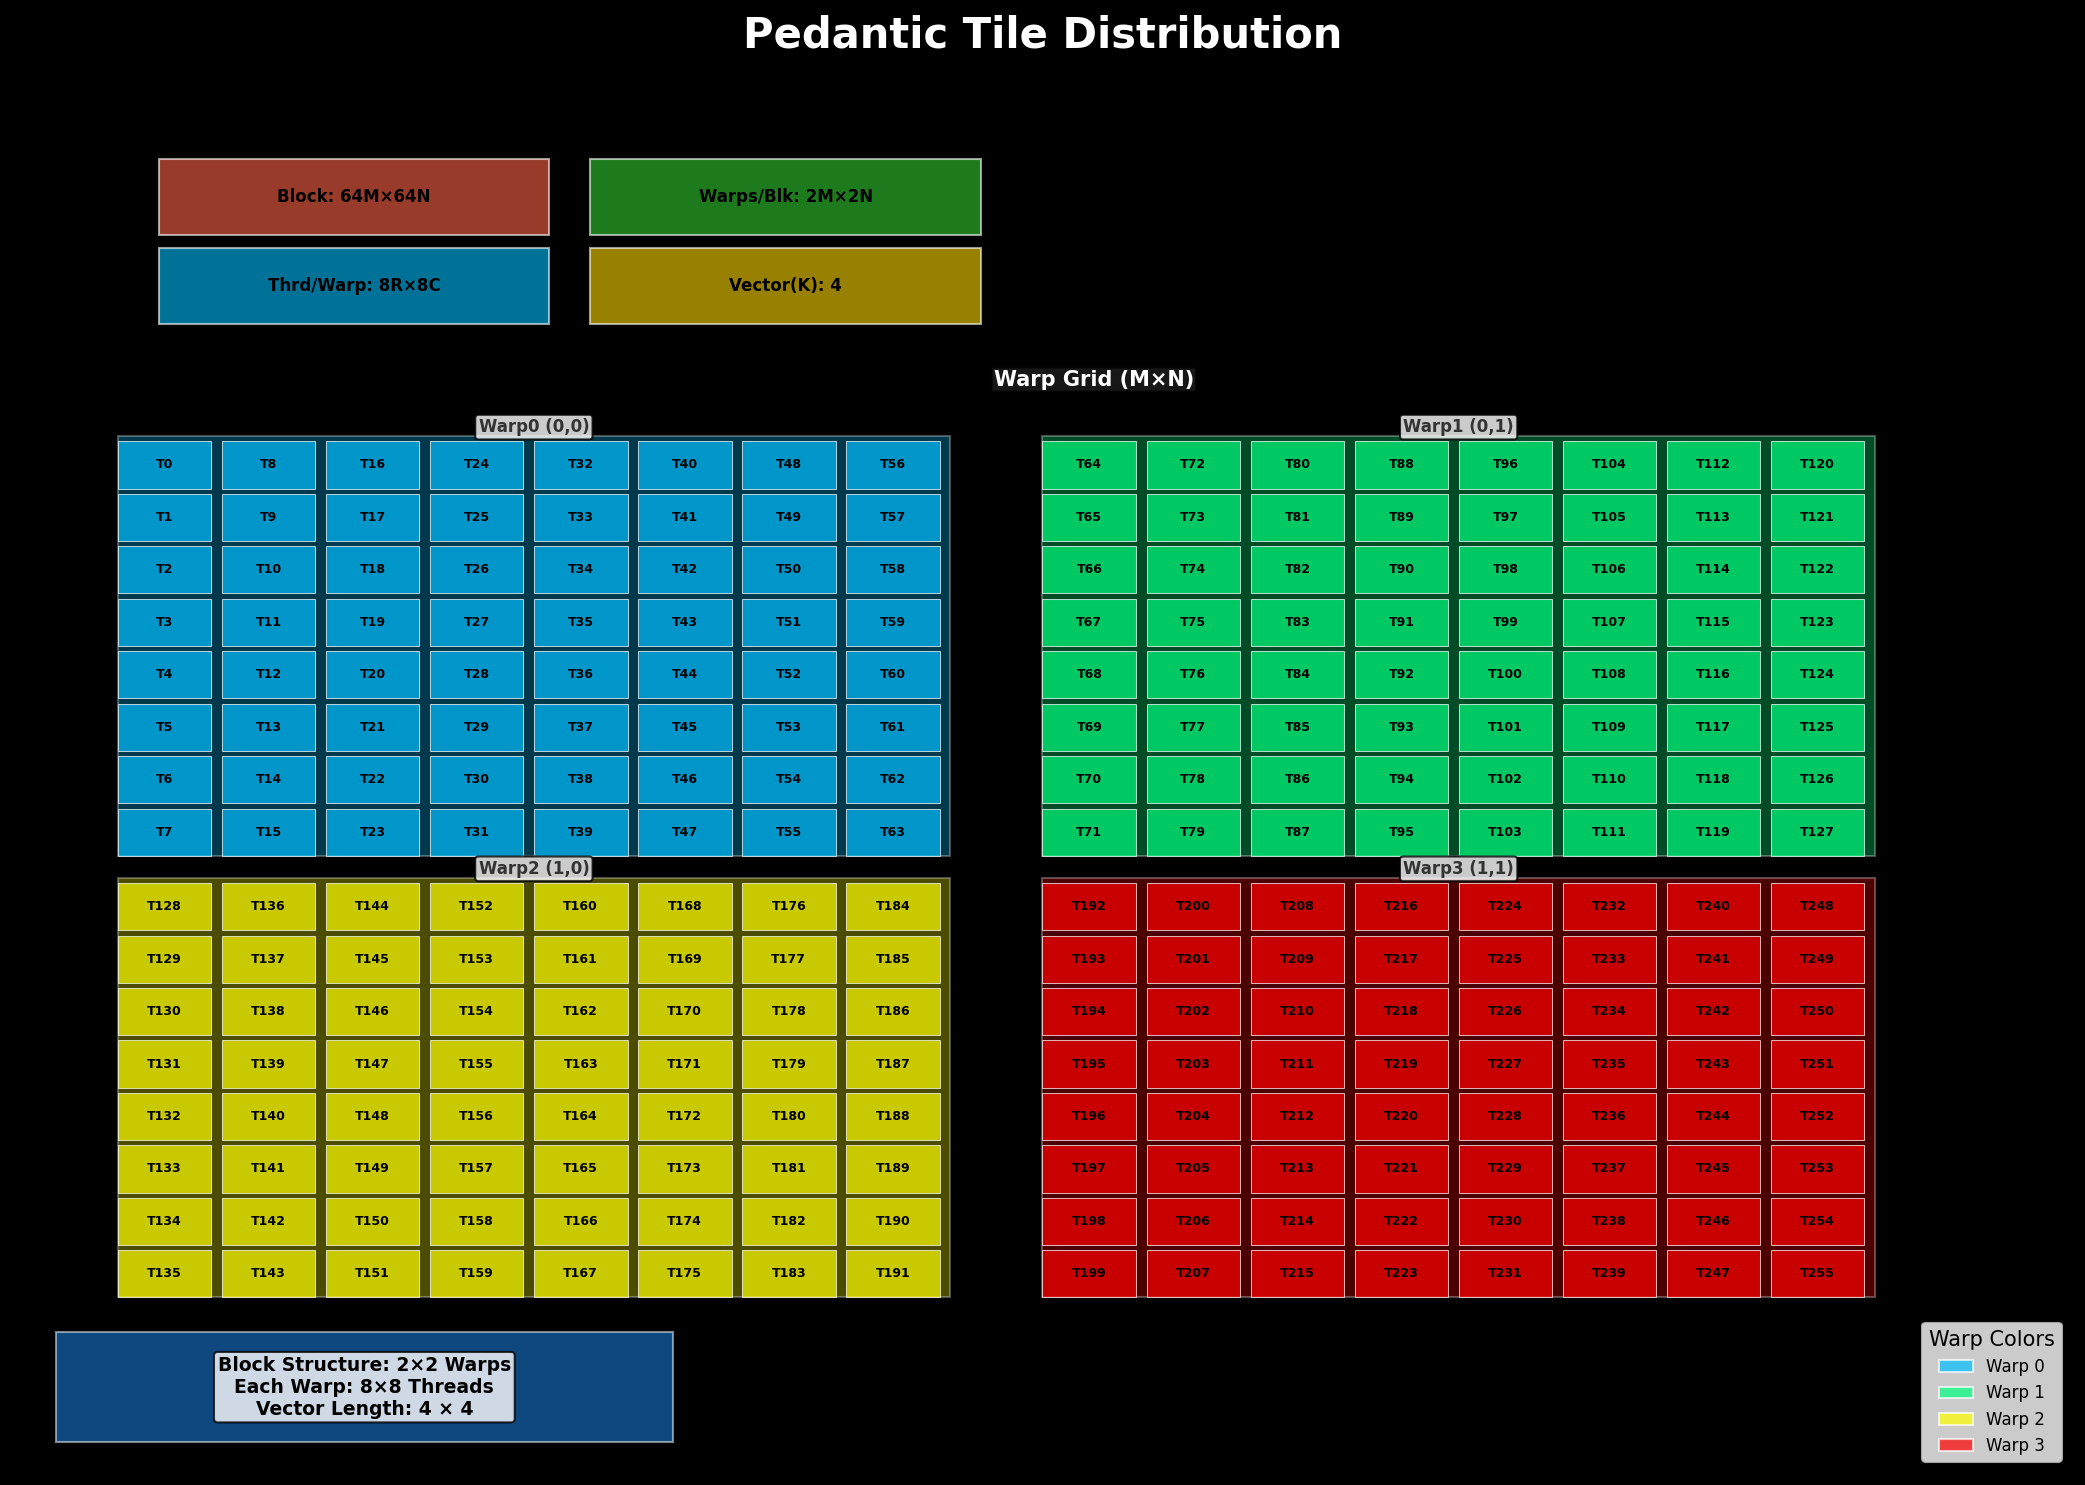 Pedantic Tile Distribution
Block: 64M×64N
Warps/Blk: 2M×2N
Thrd/Warp: 8R×8C
Vector(K): 4
Warp Grid (M×N)
Warp0 (0,0)
T0 T8 T16 T24 T32 T40 T48 T56
T1 T9 T17 T25 T33 T41 T49 T57
T2 T10 T18 T26 T34 T42 T50 T58
T3 T11 T19 T27 T35 T43 T51 T59
T4 T12 T20 T28 T36 T44 T52 T60
T5 T13 T21 T29 T37 T45 T53 T61
T6 T14 T22 T30 T38 T46 T54 T62
T7 T15 T23 T31 T39 T47 T55 T63
Warp1 (0,1)
T64 T72 T80 T88 T96 T104 T112 T120
T65 T73 T81 T89 T97 T105 T113 T121
T66 T74 T82 T90 T98 T106 T114 T122
T67 T75 T83 T91 T99 T107 T115 T123
T68 T76 T84 T92 T100 T108 T116 T124
T69 T77 T85 T93 T101 T109 T117 T125
T70 T78 T86 T94 T102 T110 T118 T126
T71 T79 T87 T95 T103 T111 T119 T127
Warp2 (1,0)
T128 T136 T144 T152 T160 T168 T176 T184
T129 T137 T145 T153 T161 T169 T177 T185
T130 T138 T146 T154 T162 T170 T178 T186
T131 T139 T147 T155 T163 T171 T179 T187
T132 T140 T148 T156 T164 T172 T180 T188
T133 T141 T149 T157 T165 T173 T181 T189
T134 T142 T150 T158 T166 T174 T182 T190
T135 T143 T151 T159 T167 T175 T183 T191
Warp3 (1,1)
T192 T200 T208 T216 T224 T232 T240 T248
T193 T201 T209 T217 T225 T233 T241 T249
T194 T202 T210 T218 T226 T234 T242 T250
T195 T203 T211 T219 T227 T235 T243 T251
T196 T204 T212 T220 T228 T236 T244 T252
T197 T205 T213 T221 T229 T237 T245 T253
T198 T206 T214 T222 T230 T238 T246 T254
T199 T207 T215 T223 T231 T239 T247 T255
Block Structure: 2×2 Warps
Each Warp: 8×8 Threads
Vector Length: 4 × 4
Warp Colors
Warp 0
Warp 1
Warp 2
Warp 3